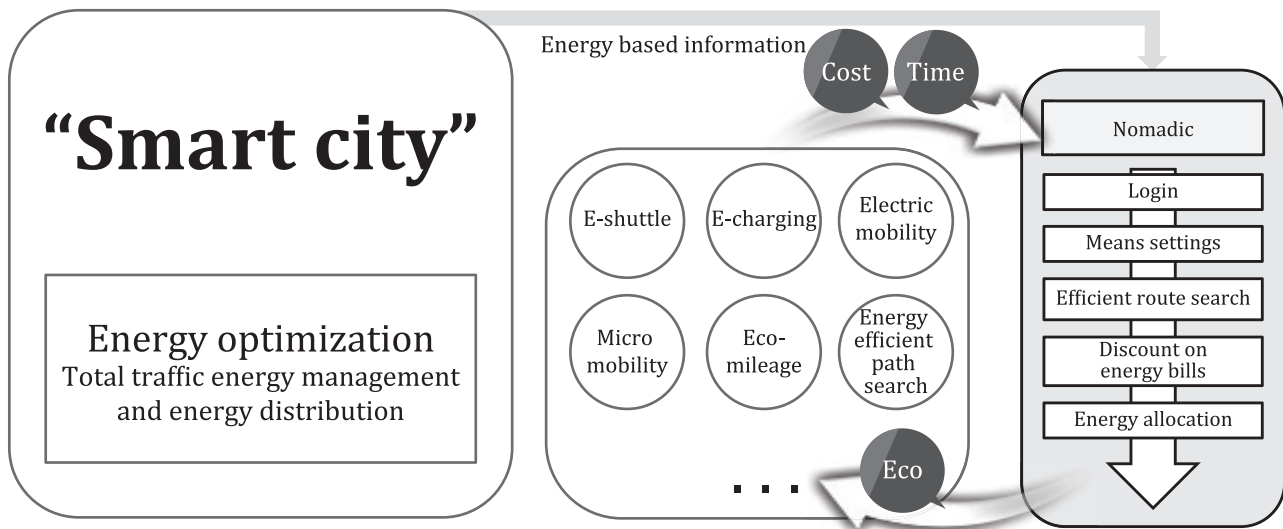 Energy based information
Cost
Time
“Smart city”
Energy optimization
Total traffic energy management
and energy distribution
E-shuttle
E-charging
Electric
mobility
Micro
mobility
Eco-
mileage
Energy
efficient
path
search
...
Eco
Nomadic
Login
Means settings
Efficient route search
Discount on
energy bills
Energy allocation